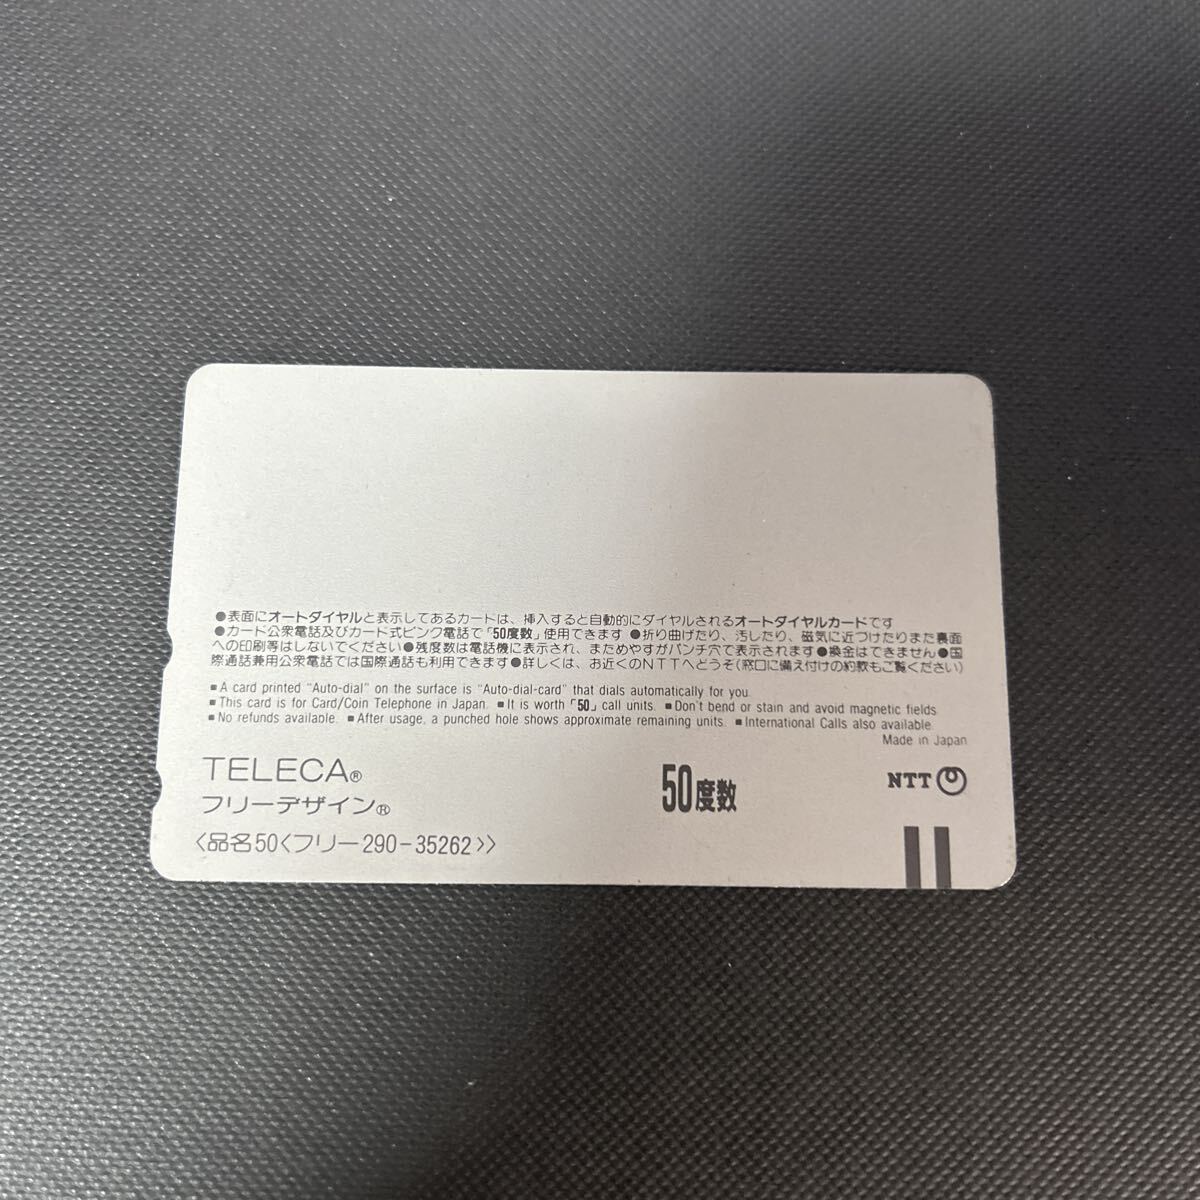 ●表面にオートダイヤルと表示してあるカードは、挿入すると自動的にダイヤルされるオートダイヤルカードです
●カード公衆電話及びカード式ピンク電話で「50度数」使用できます ●折り曲げたり、汚したり、磁気に近づけたりまた裏面
への印刷等はしないでください●残度数は電話機に表示され、まためやすがパンチ穴で表示されます●換金はできません●国
際通話兼用公衆電話では国際通話も利用できます●詳しくは、お近くのNTTへどうぞ(窓口に備え付けの約款もご覧ください)
■ A card printed "Auto-dial" on the surface is "Auto-dial-card" that dials automatically for you.
■ This card is for Card/Coin Telephone in Japan. ■ It is worth「50」call units. ■ Don't bend or stain and avoid magnetic fields.
■ No refunds available. ■ After usage, a punched hole shows approximate remaining units. ■ International Calls also available.
Made in Japan
TELECA®
フリーデザイン®
50度数
NTT
〈品名50〈フリー290-35262〉〉